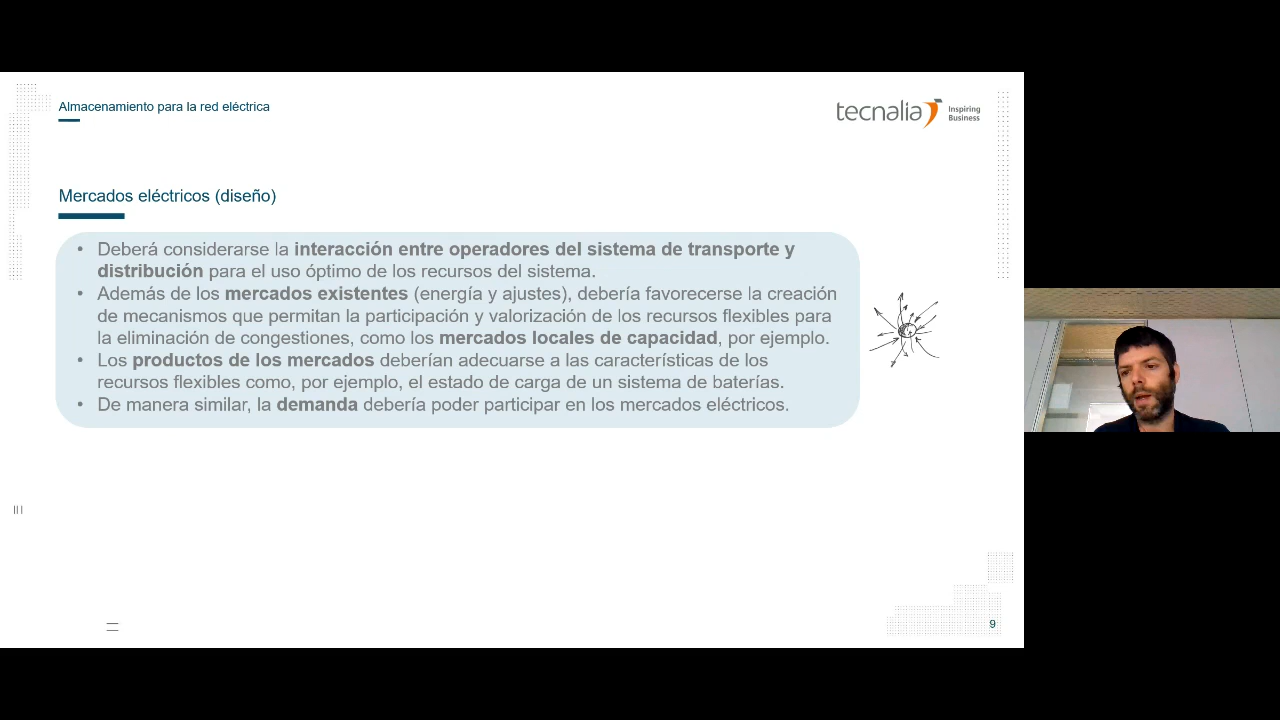 Almacenamiento para la red eléctrica
tecnalia Inspiring
Business
Mercados eléctricos (diseño)
• Deberá considerarse la interacción entre operadores del sistema de transporte y
distribución para el uso óptimo de los recursos del sistema.
• Además de los mercados existentes (energía y ajustes), debería favorecerse la creación
de mecanismos que permitan la participación y valorización de los recursos flexibles para
la eliminación de congestiones, como los mercados locales de capacidad, por ejemplo.
• Los productos de los mercados deberían adecuarse a las características de los
recursos flexibles como, por ejemplo, el estado de carga de un sistema de baterías.
• De manera similar, la demanda debería poder participar en los mercados eléctricos.
9